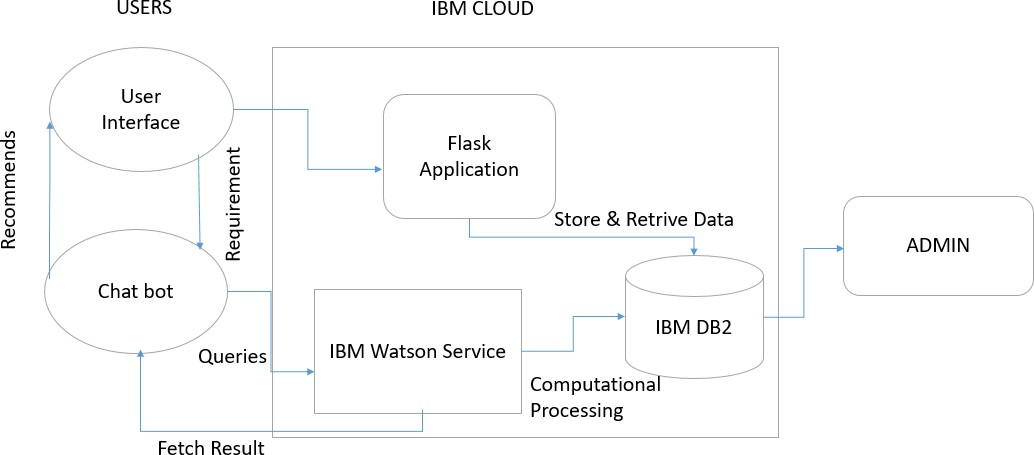 USERS
IBM CLOUD
User
Interface
Flask
Application
Recommends
Requirement
Store & Retrive Data
ADMIN
Chat bot
IBM DB2
Queries
IBM Watson Service
Computational
Processing
Fetch Result